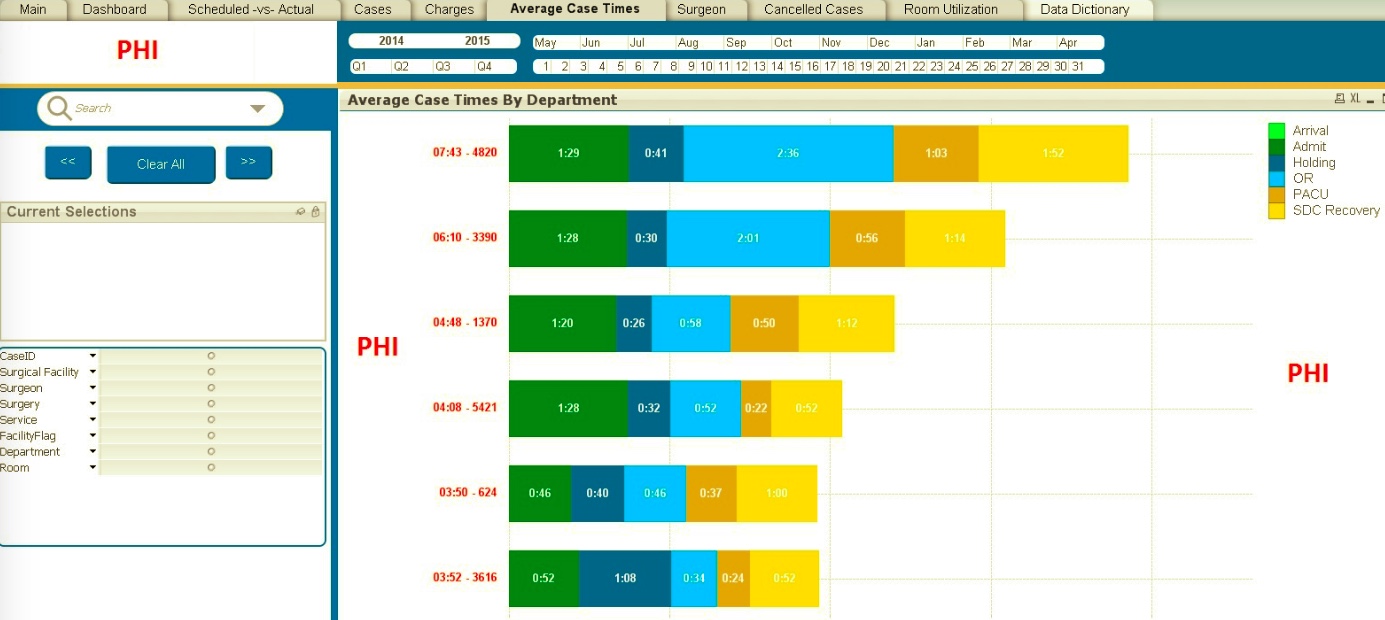 Main Dashboard Scheduled -vs- Actual Cases Charges Average Case Times Surgeon Cancelled Cases Room Utilization Data Dictionary
PHI
2014 2015
May Jun Jul Aug Sep Oct Nov Dec Jan Feb Mar Apr
Q1 Q2 Q3 Q4
1 2 3 4 5 6 7 8 9 10 11 12 13 14 15 16 17 18 19 20 21 22 23 24 25 26 27 28 29 30 31
Search
<< Clear All >>
Current Selections
CaseID
Surgical Facility
Surgeon
Surgery
Service
FacilityFlag
Department
Room
Average Case Times By Department
XL
07:43 - 4820 1:29 0:41 2:36 1:03 1:52
06:10 - 3390 1:28 0:30 2:01 0:56 1:14
04:48 - 1370 1:20 0:26 0:58 0:50 1:12
PHI
04:08 - 5421 1:28 0:32 0:52 0:22 0:52
03:50 - 624 0:46 0:40 0:46 0:37 1:00
03:52 - 3616 0:52 1:08 0:34 0:24 0:52
Arrival
Admit
Holding
OR
PACU
SDC Recovery
PHI